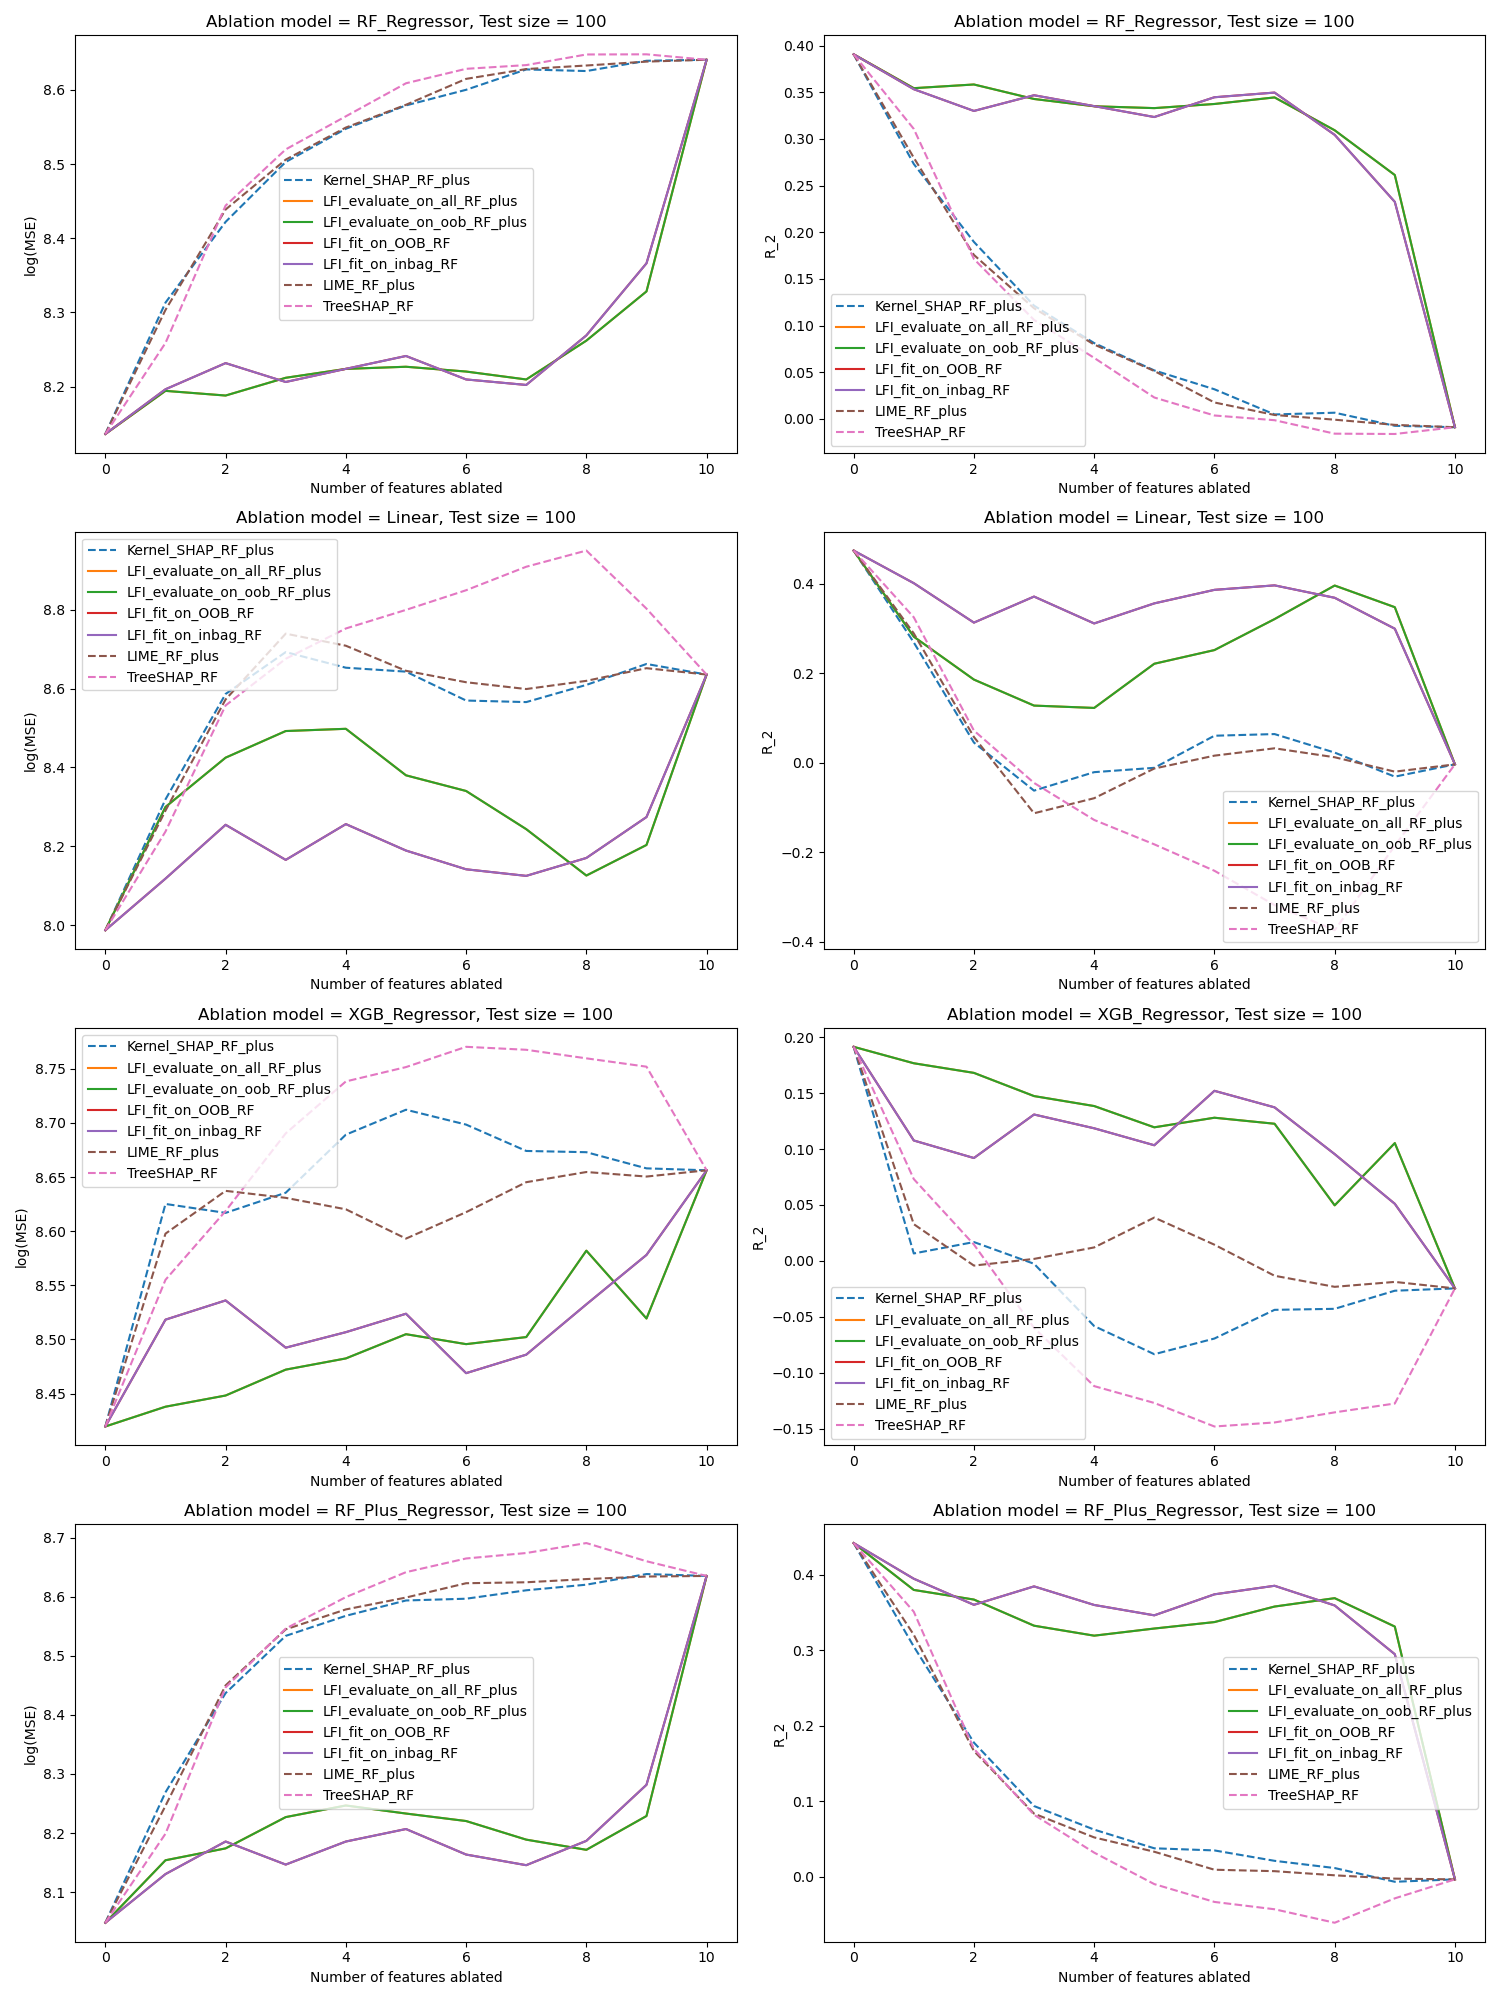 Ablation model = RF_Regressor, Test size = 100
log(MSE)
8.6
8.5
8.4
8.3
8.2
Kernel_SHAP_RF_plus
LFI_evaluate_on_all_RF_plus
LFI_evaluate_on_oob_RF_plus
LFI_fit_on_OOB_RF
LFI_fit_on_inbag_RF
LIME_RF_plus
TreeSHAP_RF
0 2 4 6 8 10
Number of features ablated
Ablation model = RF_Regressor, Test size = 100
R_2
0.40
0.35
0.30
0.25
0.20
0.15
0.10
0.05
0.00
Kernel_SHAP_RF_plus
LFI_evaluate_on_all_RF_plus
LFI_evaluate_on_oob_RF_plus
LFI_fit_on_OOB_RF
LFI_fit_on_inbag_RF
LIME_RF_plus
TreeSHAP_RF
0 2 4 6 8 10
Number of features ablated
Ablation model = Linear, Test size = 100
log(MSE)
8.8
8.6
8.4
8.2
8.0
Kernel_SHAP_RF_plus
LFI_evaluate_on_all_RF_plus
LFI_evaluate_on_oob_RF_plus
LFI_fit_on_OOB_RF
LFI_fit_on_inbag_RF
LIME_RF_plus
TreeSHAP_RF
0 2 4 6 8 10
Number of features ablated
Ablation model = Linear, Test size = 100
R_2
0.4
0.2
0.0
−0.2
−0.4
Kernel_SHAP_RF_plus
LFI_evaluate_on_all_RF_plus
LFI_evaluate_on_oob_RF_plus
LFI_fit_on_OOB_RF
LFI_fit_on_inbag_RF
LIME_RF_plus
TreeSHAP_RF
0 2 4 6 8 10
Number of features ablated
Ablation model = XGB_Regressor, Test size = 100
log(MSE)
8.75
8.70
8.65
8.60
8.55
8.50
8.45
Kernel_SHAP_RF_plus
LFI_evaluate_on_all_RF_plus
LFI_evaluate_on_oob_RF_plus
LFI_fit_on_OOB_RF
LFI_fit_on_inbag_RF
LIME_RF_plus
TreeSHAP_RF
0 2 4 6 8 10
Number of features ablated
Ablation model = XGB_Regressor, Test size = 100
R_2
0.20
0.15
0.10
0.05
0.00
−0.05
−0.10
−0.15
Kernel_SHAP_RF_plus
LFI_evaluate_on_all_RF_plus
LFI_evaluate_on_oob_RF_plus
LFI_fit_on_OOB_RF
LFI_fit_on_inbag_RF
LIME_RF_plus
TreeSHAP_RF
0 2 4 6 8 10
Number of features ablated
Ablation model = RF_Plus_Regressor, Test size = 100
log(MSE)
8.7
8.6
8.5
8.4
8.3
8.2
8.1
Kernel_SHAP_RF_plus
LFI_evaluate_on_all_RF_plus
LFI_evaluate_on_oob_RF_plus
LFI_fit_on_OOB_RF
LFI_fit_on_inbag_RF
LIME_RF_plus
TreeSHAP_RF
0 2 4 6 8 10
Number of features ablated
Ablation model = RF_Plus_Regressor, Test size = 100
R_2
0.4
0.3
0.2
0.1
0.0
Kernel_SHAP_RF_plus
LFI_evaluate_on_all_RF_plus
LFI_evaluate_on_oob_RF_plus
LFI_fit_on_OOB_RF
LFI_fit_on_inbag_RF
LIME_RF_plus
TreeSHAP_RF
0 2 4 6 8 10
Number of features ablated